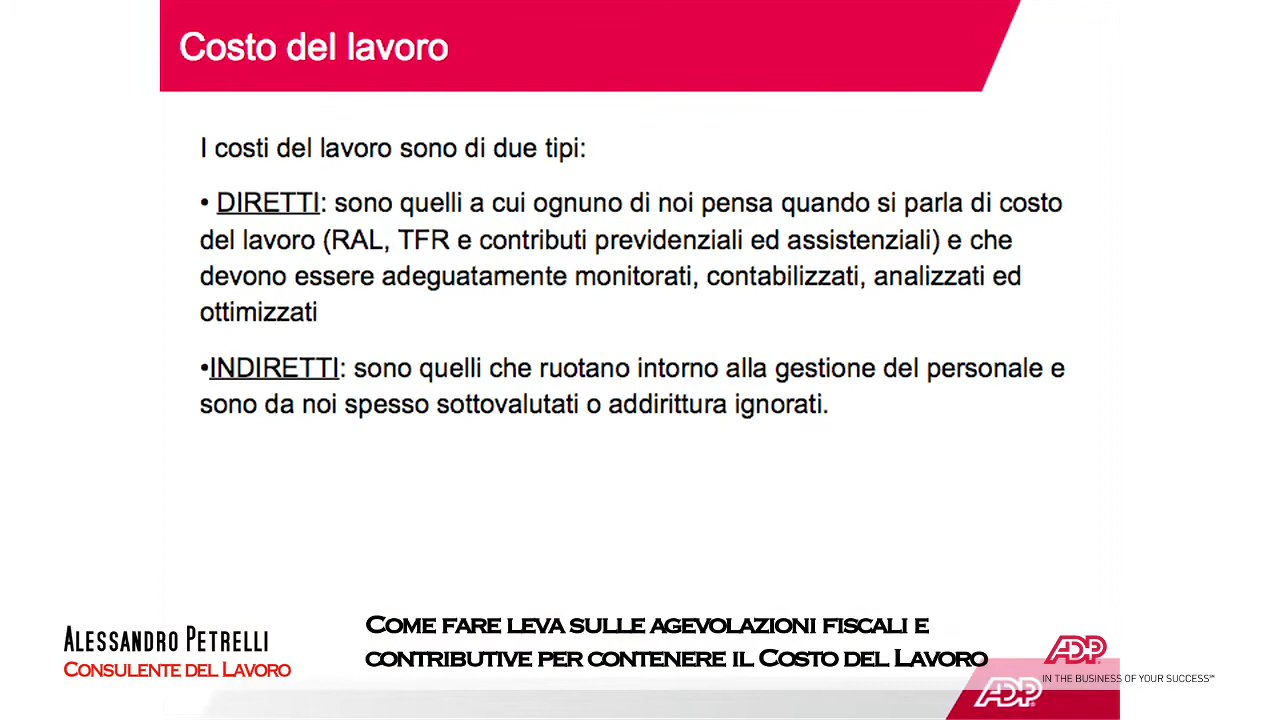 Costo del lavoro
I costi del lavoro sono di due tipi:
• DIRETTI: sono quelli a cui ognuno di noi pensa quando si parla di costo
del lavoro (RAL, TFR e contributi previdenziali ed assistenziali) e che
devono essere adeguatamente monitorati, contabilizzati, analizzati ed
ottimizzati
•INDIRETTI: sono quelli che ruotano intorno alla gestione del personale e
sono da noi spesso sottovalutati o addirittura ignorati.
ALESSANDRO PETRELLI
CONSULENTE DEL LAVORO
COME FARE LEVA SULLE AGEVOLAZIONI FISCALI E
CONTRIBUTIVE PER CONTENERE IL COSTO DEL LAVORO
ADP
IN THE BUSINESS OF YOUR SUCCESS℠
ADP